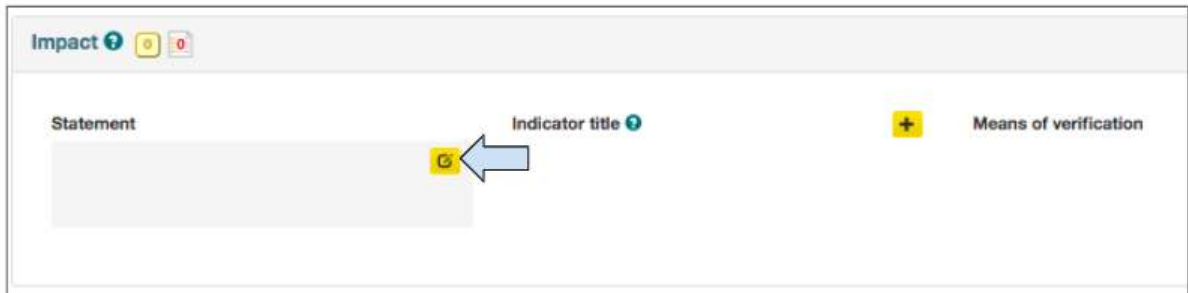 Impact ? 0 0
Statement Indicator title ? + Means of verification